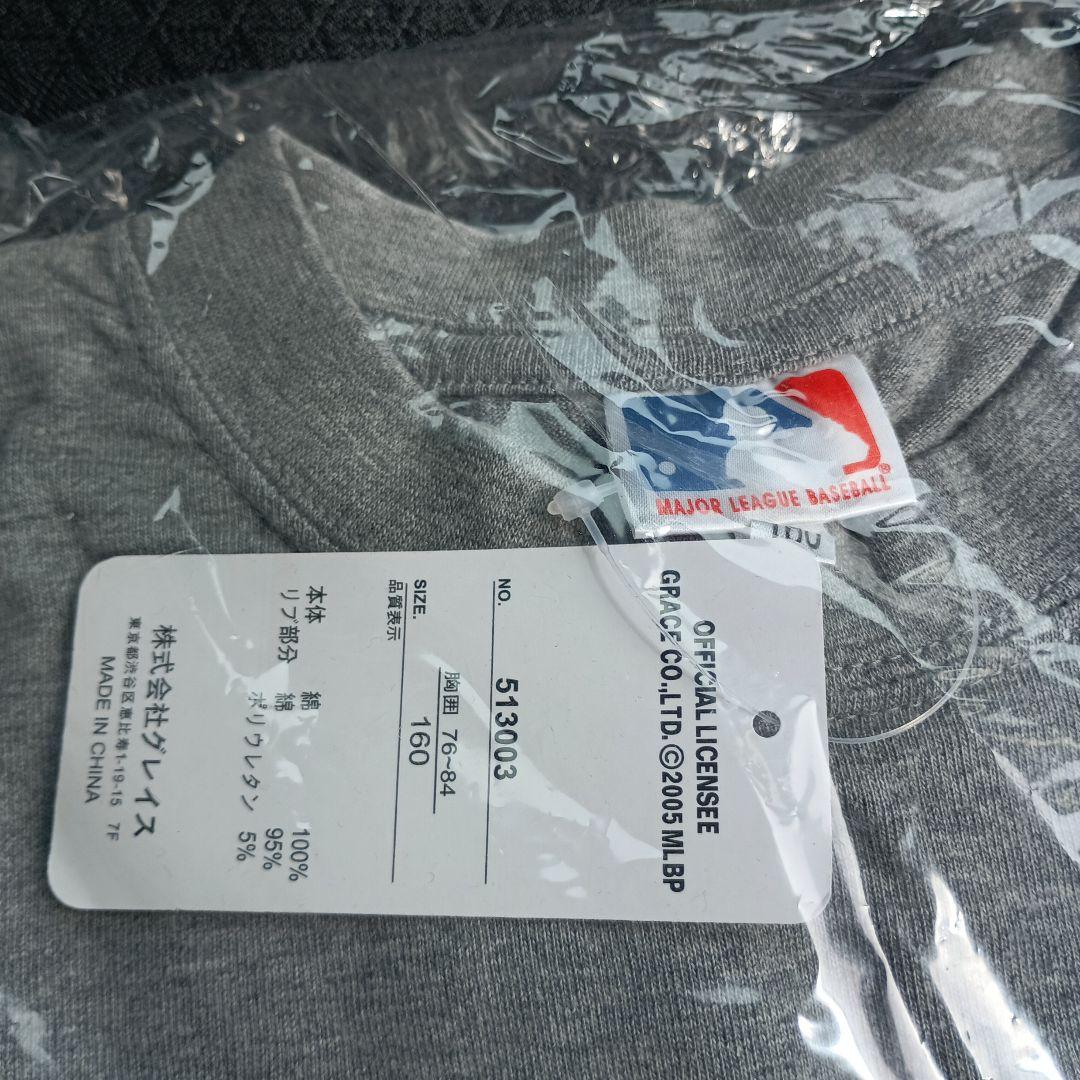 MAJOR LEAGUE BASEBALL®
160
OFFICIAL LICENSEE
GRACE CO.,LTD.©2005 MLBP
NO. 513003
胸囲 76~84
SIZE. 160
品質表示
本体 綿 100%
リブ部分 綿 95%
ポリウレタン 5%
株式会社グレイス
東京都渋谷区恵比寿1-19-15 7F
MADE IN CHINA